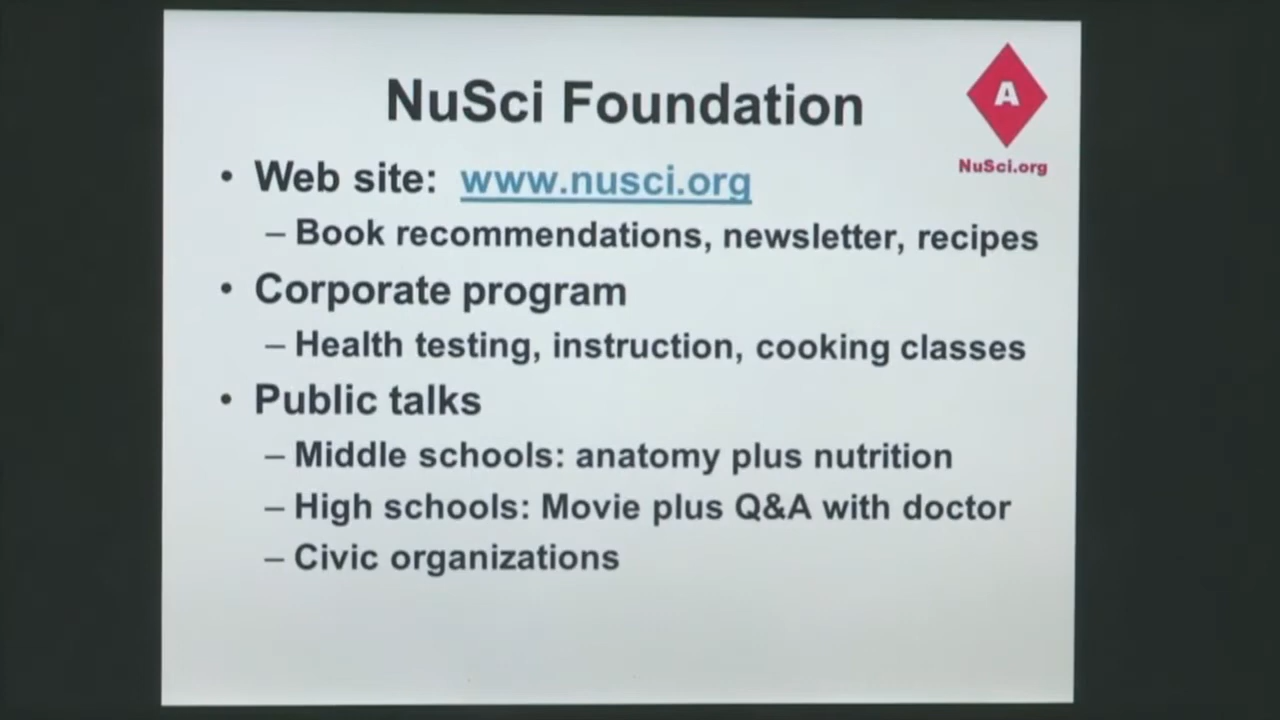 NuSci Foundation
A
NuSci.org
• Web site: www.nusci.org
– Book recommendations, newsletter, recipes
• Corporate program
– Health testing, instruction, cooking classes
• Public talks
– Middle schools: anatomy plus nutrition
– High schools: Movie plus Q&A with doctor
– Civic organizations